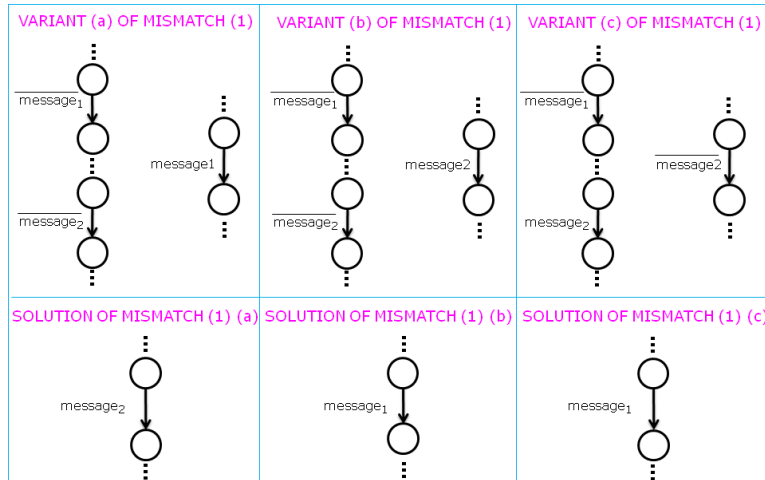 VARIANT (a) OF MISMATCH (1)
message₁
message1
message₂
VARIANT (b) OF MISMATCH (1)
message₁
message2
message₂
VARIANT (c) OF MISMATCH (1)
message₁
message2
message₂
SOLUTION OF MISMATCH (1) (a)
message₂
SOLUTION OF MISMATCH (1) (b)
message₁
SOLUTION OF MISMATCH (1) (c)
message₁